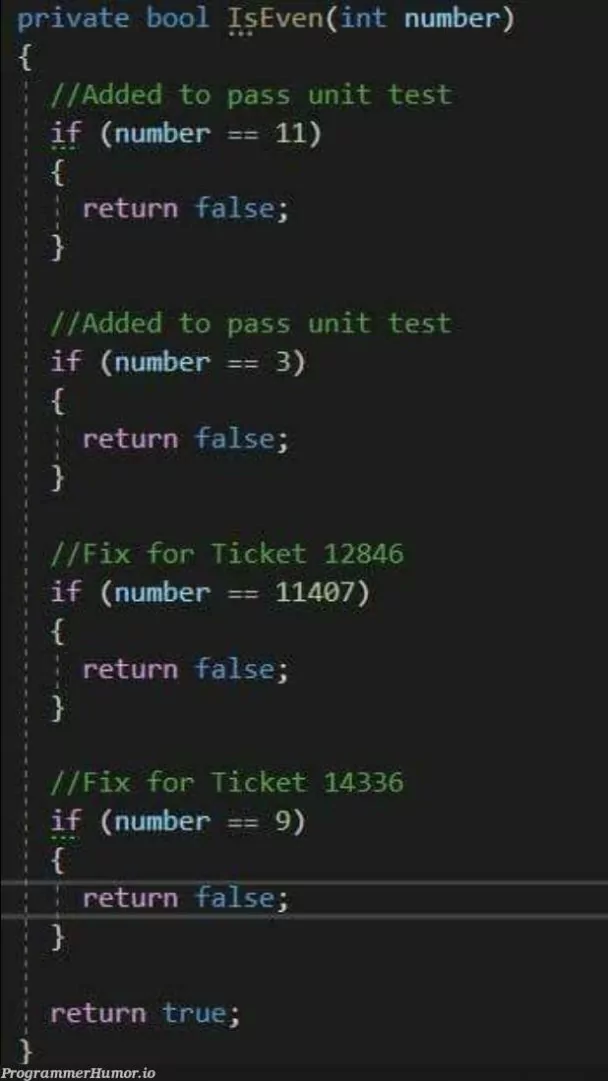 private bool IsEven(int number)
{
//Added to pass unit test
if (number == 11)
{
return false;
}
//Added to pass unit test
if (number == 3)
{
return false;
}
//Fix for Ticket 12846
if (number == 11407)
{
return false;
}
//Fix for Ticket 14336
if (number == 9)
{
return false;
}
return true;
}
ProgrammerHumor.io